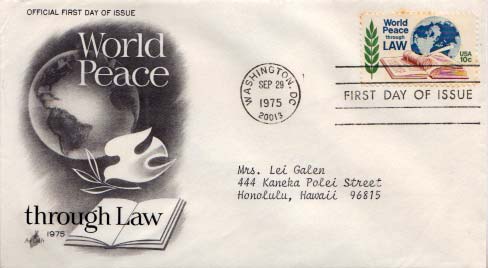 OFFICIAL FIRST DAY OF ISSUE
World
Peace
through Law
1975
WASHINGTON, DC
SEP 29
1975
20013
World
Peace
through
LAW
USA
10c
FIRST DAY OF ISSUE
Mrs. Lei Galen
444 Kaneka Polei Street
Honolulu, Hawaii 96815